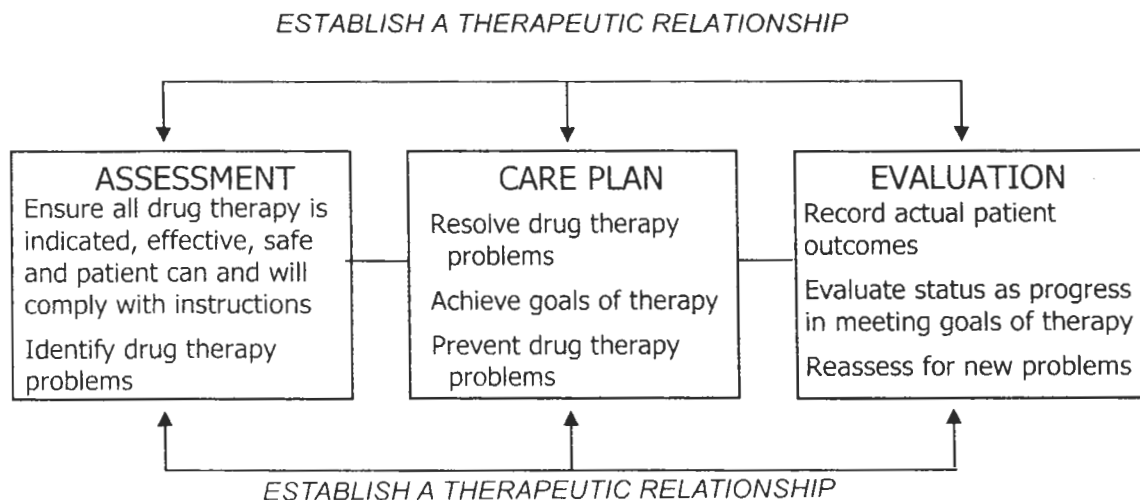 ESTABLISH A THERAPEUTIC RELATIONSHIP
ASSESSMENT
Ensure all drug therapy is
indicated, effective, safe
and patient can and will
comply with instructions
Identify drug therapy
problems
CARE PLAN
Resolve drug therapy
problems
Achieve goals of therapy
Prevent drug therapy
problems
EVALUATION
Record actual patient
outcomes
Evaluate status as progress
in meeting goals of therapy
Reassess for new problems
ESTABLISH A THERAPEUTIC RELATIONSHIP